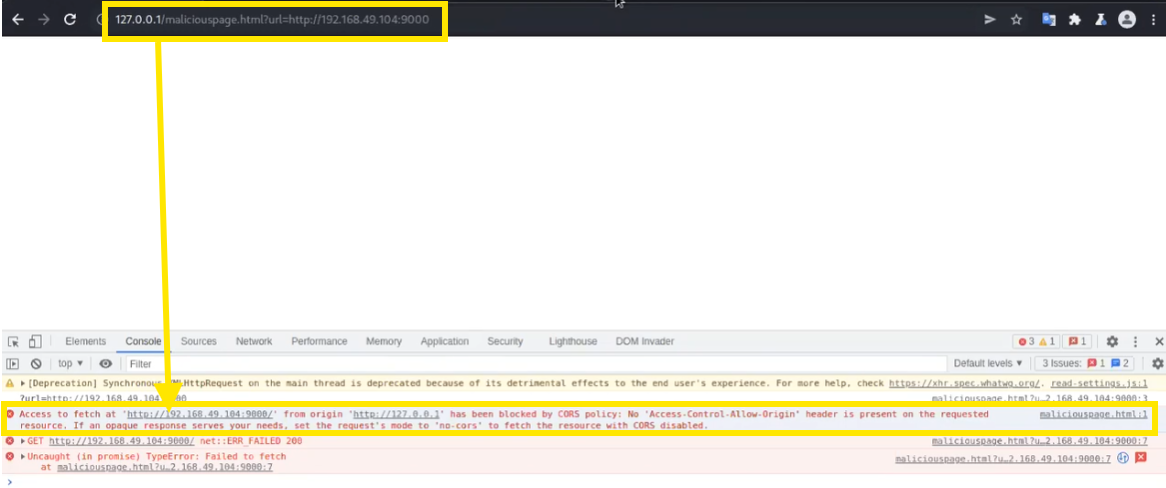 127.0.0.1/maliciouspage.html?url=http://192.168.49.104:9000
Elements Console Sources Network Performance Memory Application Security Lighthouse DOM Invader 3 1 1
top Filter Default levels 3 Issues: 1 2
[Deprecation] Synchronous XMLHttpRequest on the main thread is deprecated because of its detrimental effects to the end user's experience. For more help, check https://xhr.spec.whatwg.org/. read-settings.js:1
?url=http://192.168.49.104:9000 maliciouspage.html?u…2.168.49.104:9000:3
Access to fetch at 'http://192.168.49.104:9000/' from origin 'http://127.0.0.1' has been blocked by CORS policy: No 'Access-Control-Allow-Origin' header is present on the requested maliciouspage.html:1
resource. If an opaque response serves your needs, set the request's mode to 'no-cors' to fetch the resource with CORS disabled.
GET http://192.168.49.104:9000/ net::ERR_FAILED 200 maliciouspage.html?u…2.168.49.104:9000:7
Uncaught (in promise) TypeError: Failed to fetch maliciouspage.html?u…2.168.49.104:9000:7
at maliciouspage.html?u…2.168.49.104:9000:7